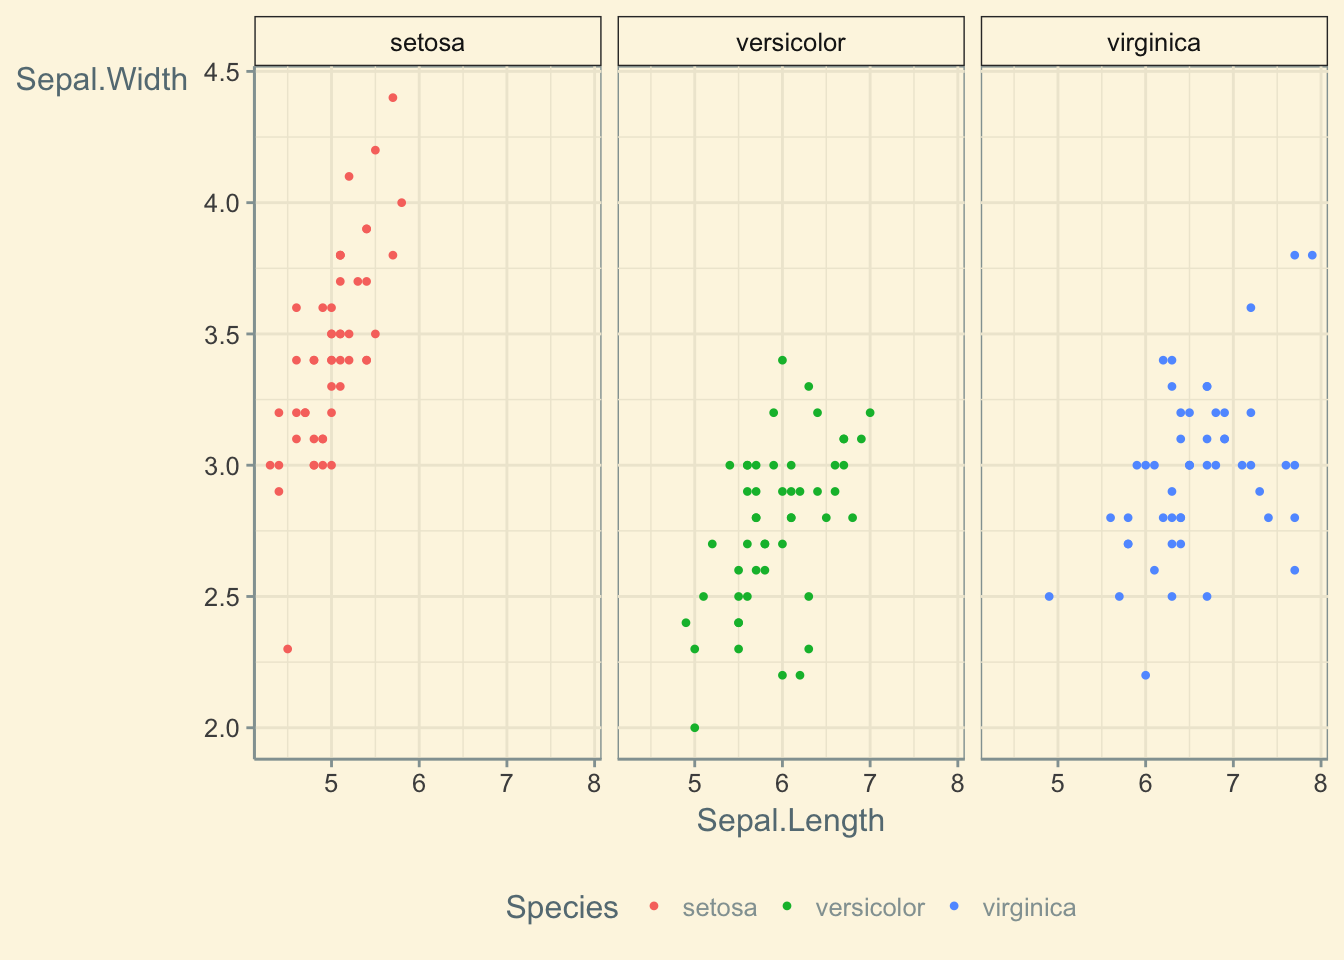 setosa versicolor virginica
Sepal.Width 4.5
4.0
3.5
3.0
2.5
2.0
5 6 7 8 5 6 7 8 5 6 7 8
Sepal.Length
Species setosa versicolor virginica